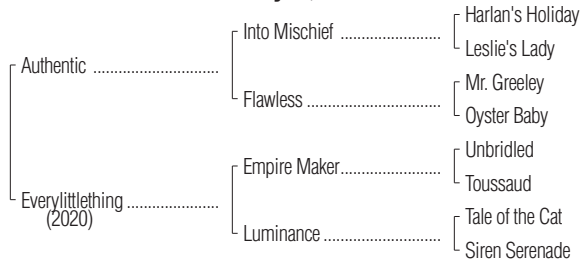 Harlan's Holiday
Into Mischief ........................
Leslie's Lady
Authentic ..............................
Mr. Greeley
Flawless ................................
Oyster Baby
Unbridled
Empire Maker........................
Toussaud
Everylittlething ......................
(2020)
Tale of the Cat
Luminance ............................
Siren Serenade